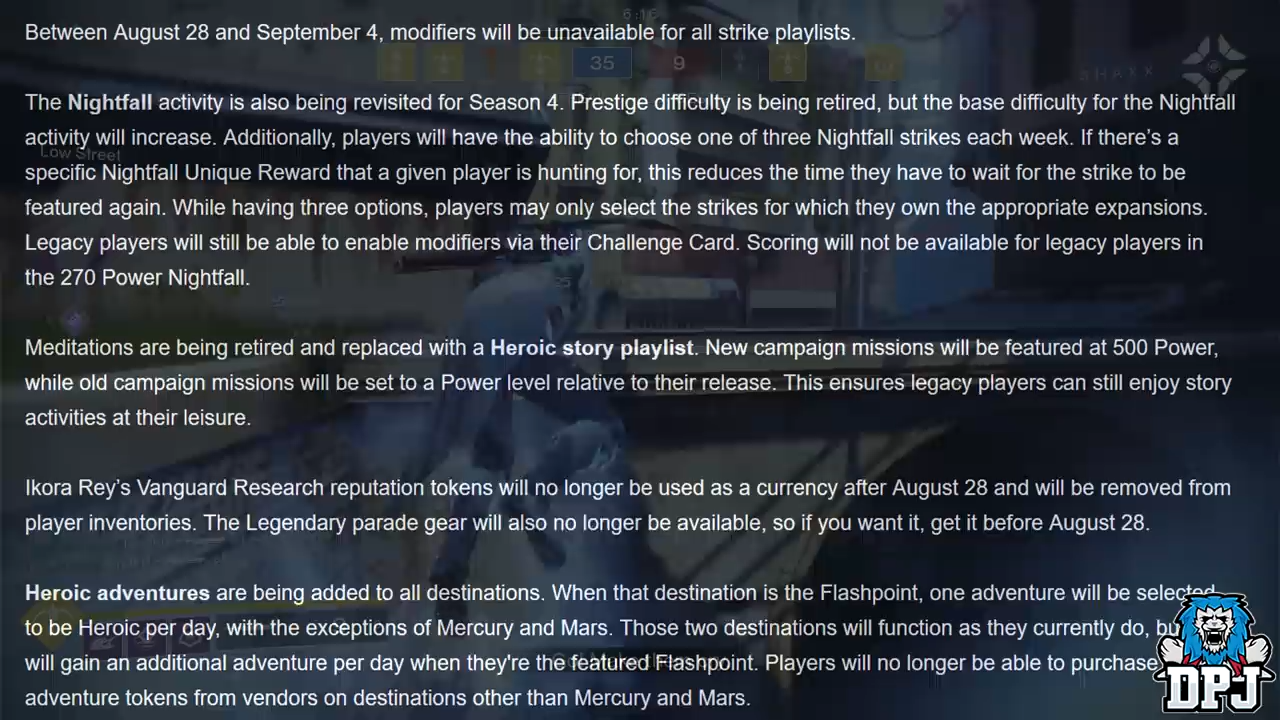 6:16
Between August 28 and September 4, modifiers will be unavailable for all strike playlists.
35
9
SHAXX
The Nightfall activity is also being revisited for Season 4. Prestige difficulty is being retired, but the base difficulty for the Nightfall
activity will increase. Additionally, players will have the ability to choose one of three Nightfall strikes each week. If there's a
Low Street
specific Nightfall Unique Reward that a given player is hunting for, this reduces the time they have to wait for the strike to be
featured again. While having three options, players may only select the strikes for which they own the appropriate expansions.
Legacy players will still be able to enable modifiers via their Challenge Card. Scoring will not be available for legacy players in
the 270 Power Nightfall.
Meditations are being retired and replaced with a Heroic story playlist. New campaign missions will be featured at 500 Power,
while old campaign missions will be set to a Power level relative to their release. This ensures legacy players can still enjoy story
activities at their leisure.
Ikora Rey's Vanguard Research reputation tokens will no longer be used as a currency after August 28 and will be removed from
player inventories. The Legendary parade gear will also no longer be available, so if you want it, get it before August 28.
Heroic adventures are being added to all destinations. When that destination is the Flashpoint, one adventure will be selected
to be Heroic per day, with the exceptions of Mercury and Mars. Those two destinations will function as they currently do, bu
will gain an additional adventure per day when they're the featured Flashpoint. Players will no longer be able to purchase
adventure tokens from vendors on destinations other than Mercury and Mars.
DPJ